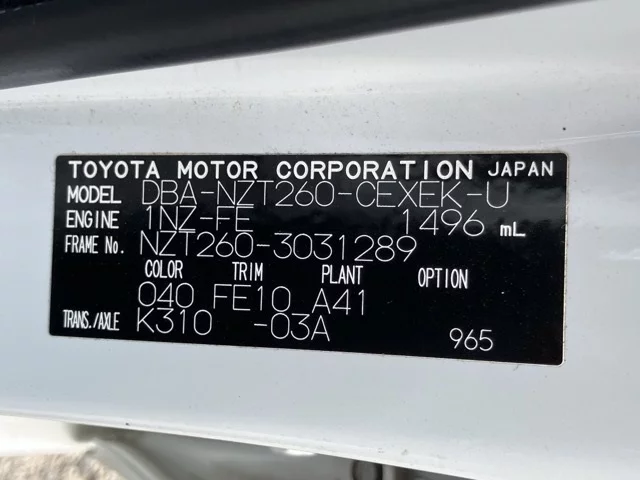 TOYOTA MOTOR CORPORATION JAPAN
MODEL DBA-NZT260-CEXEK-U
ENGINE 1NZ-FE 1496 mL
FRAME No. NZT260-3031289
COLOR TRIM PLANT OPTION
040 FE10 A41
TRANS./AXLE K310 -03A
965